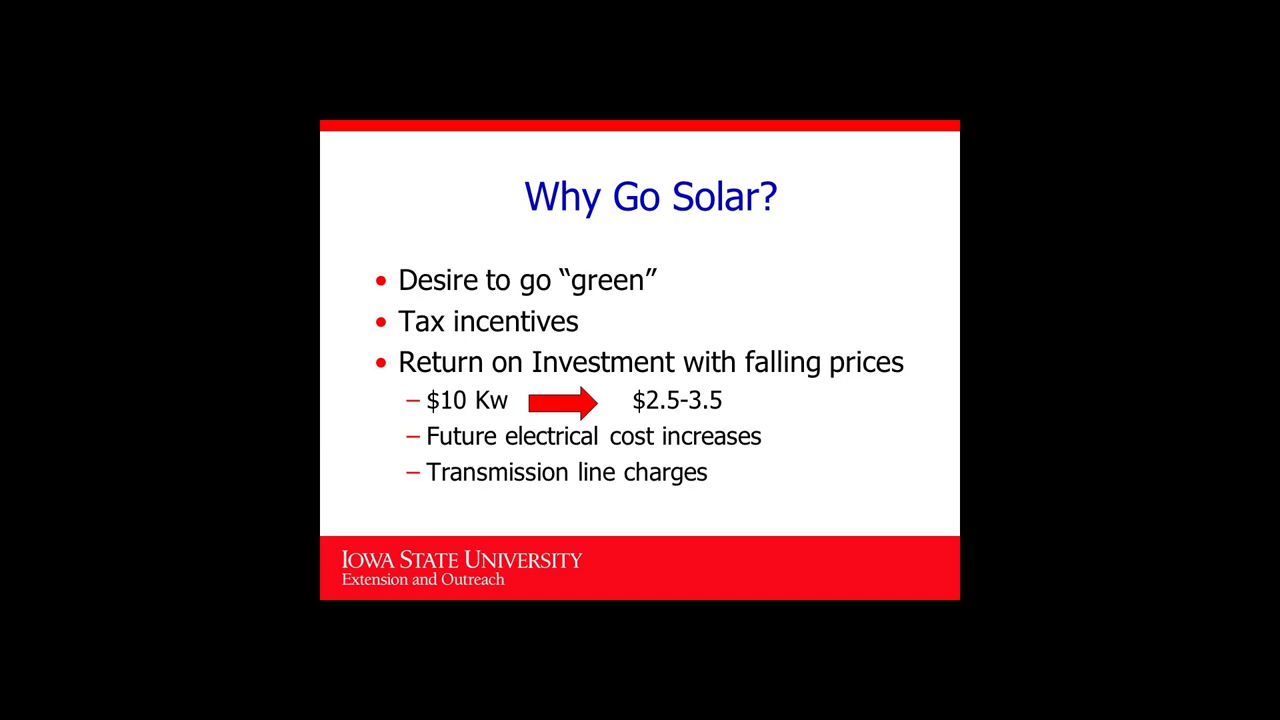 Why Go Solar?
• Desire to go “green”
• Tax incentives
• Return on Investment with falling prices
– $10 Kw $2.5-3.5
– Future electrical cost increases
– Transmission line charges
IOWA STATE UNIVERSITY
Extension and Outreach